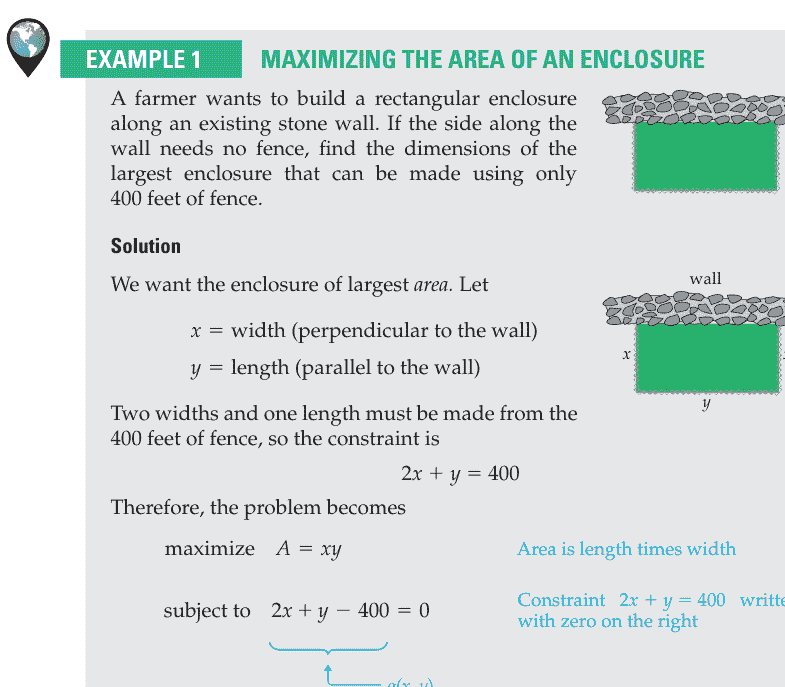 EXAMPLE 1
MAXIMIZING THE AREA OF AN ENCLOSURE
A farmer wants to build a rectangular enclosure
along an existing stone wall. If the side along the
wall needs no fence, find the dimensions of the
largest enclosure that can be made using only
400 feet of fence.
Solution
We want the enclosure of largest area. Let
x = width (perpendicular to the wall)
y = length (parallel to the wall)
wall
x
y
Two widths and one length must be made from the
400 feet of fence, so the constraint is
2x + y = 400
Therefore, the problem becomes
maximize A = xy
Area is length times width
subject to 2x + y − 400 = 0
Constraint 2x + y = 400
with zero on the right
g(x, y)